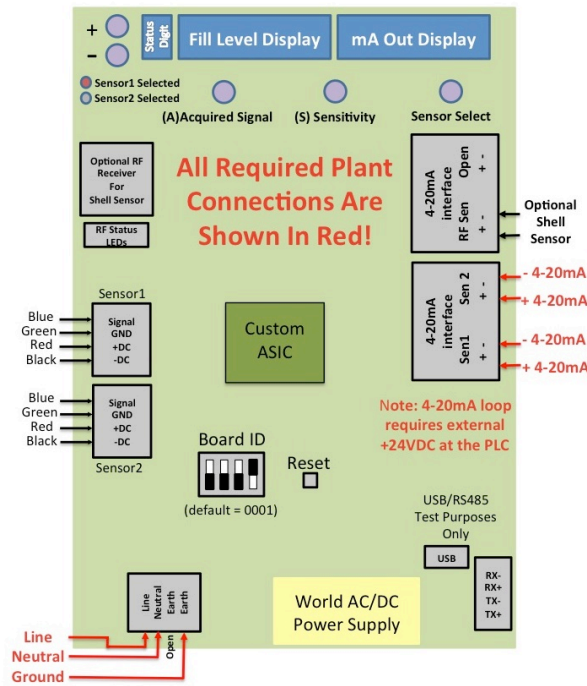 +
−
Status
Digit
Fill Level Display
mA Out Display
Sensor1 Selected
Sensor2 Selected
(A)Acquired Signal
(S) Sensitivity
Sensor Select
Optional RF
Receiver
For
Shell Sensor
RF Status
LEDs
All Required Plant
Connections Are
Shown In Red!
4-20mA
interface
RF Sen
Open
+ -
+ -
Optional
Shell
Sensor
4-20mA
interface
Sen1
Sen 2
+ -
+ -
- 4-20mA
+ 4-20mA
- 4-20mA
+ 4-20mA
Note: 4-20mA loop
requires external
+24VDC at the PLC
Sensor1
Blue
Green
Red
Black
Signal
GND
+DC
-DC
Blue
Green
Red
Black
Signal
GND
+DC
-DC
Sensor2
Custom
ASIC
Board ID
(default = 0001)
Reset
USB/RS485
Test Purposes
Only
USB
RX-
RX+
TX-
TX+
World AC/DC
Power Supply
Line
Neutral
Earth
Earth
Open
Line
Neutral
Ground